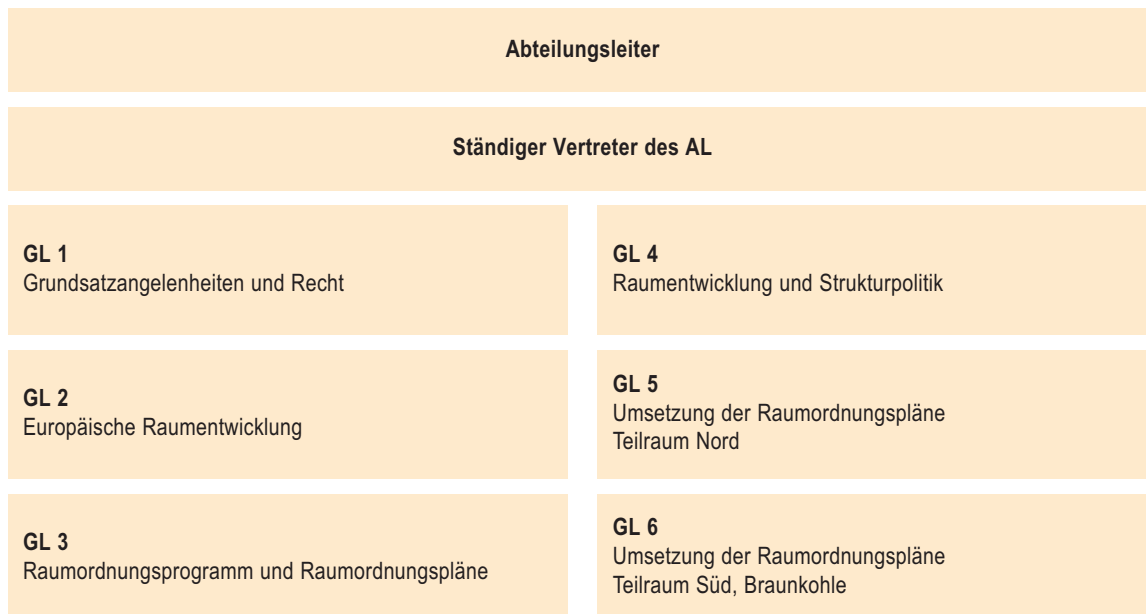 Abteilungsleiter
Ständiger Vertreter des AL
GL 1
Grundsatzangelenheiten und Recht
GL 2
Europäische Raumentwicklung
GL 3
Raumordnungsprogramm und Raumordnungspläne
GL 4
Raumentwicklung und Strukturpolitik
GL 5
Umsetzung der Raumordnungspläne
Teilraum Nord
GL 6
Umsetzung der Raumordnungspläne
Teilraum Süd, Braunkohle